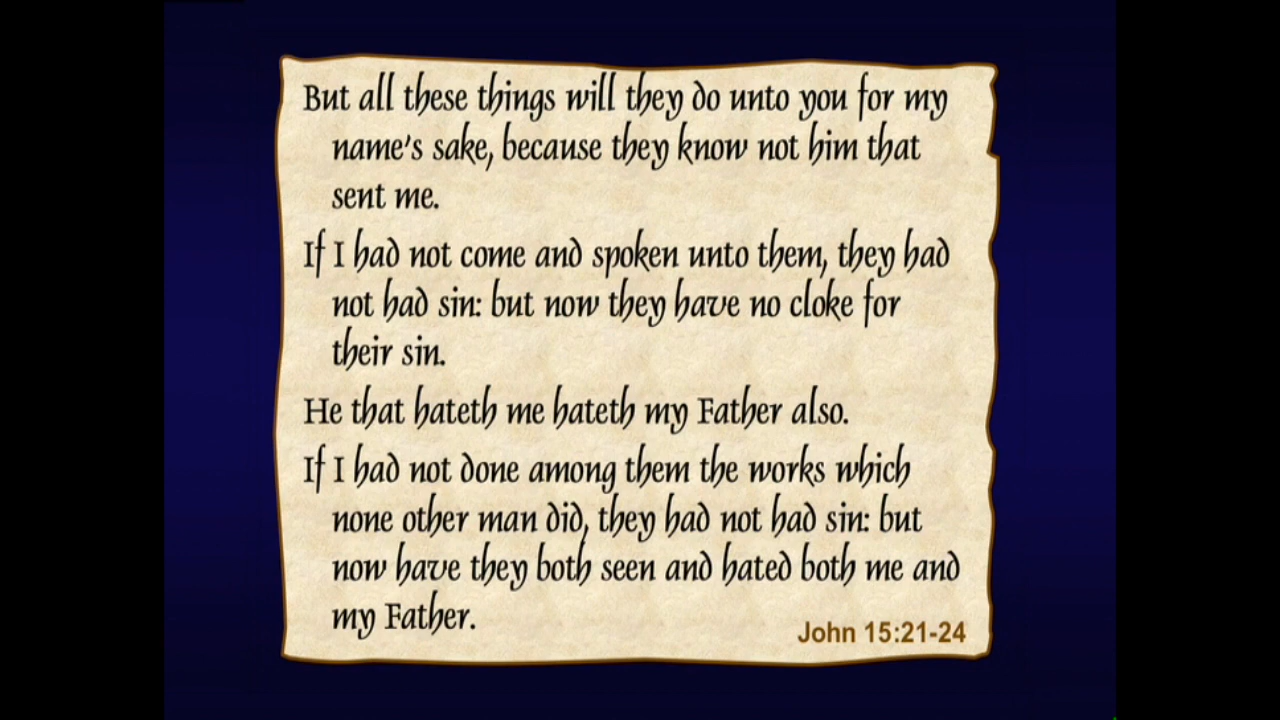 But all these things will they do unto you for my
name's sake, because they know not him that
sent me.
If I had not come and spoken unto them, they had
not had sin: but now they have no cloke for
their sin.
He that hateth me hateth my Father also.
If I had not done among them the works which
none other man did, they had not had sin: but
now have they both seen and hated both me and
my Father.
John 15:21-24